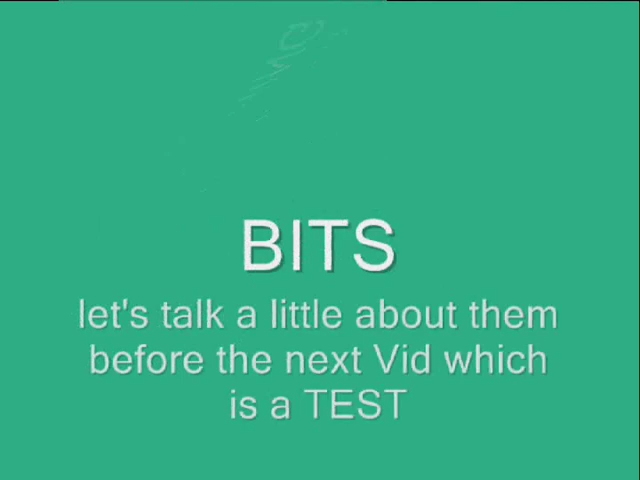 BITS
let's talk a little about them
before the next Vid which
is a TEST